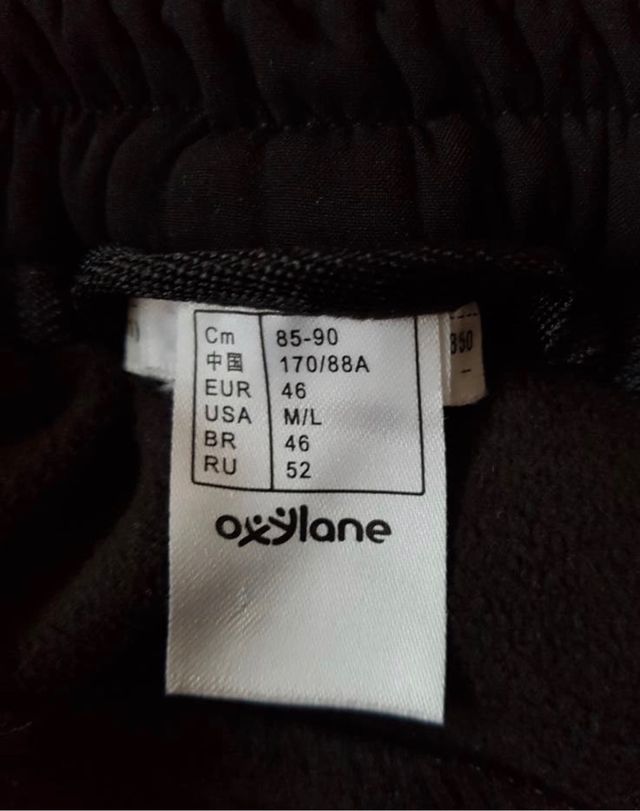 Cm 85-90
中国 170/88A
EUR 46
USA M/L
BR 46
RU 52
oxylane